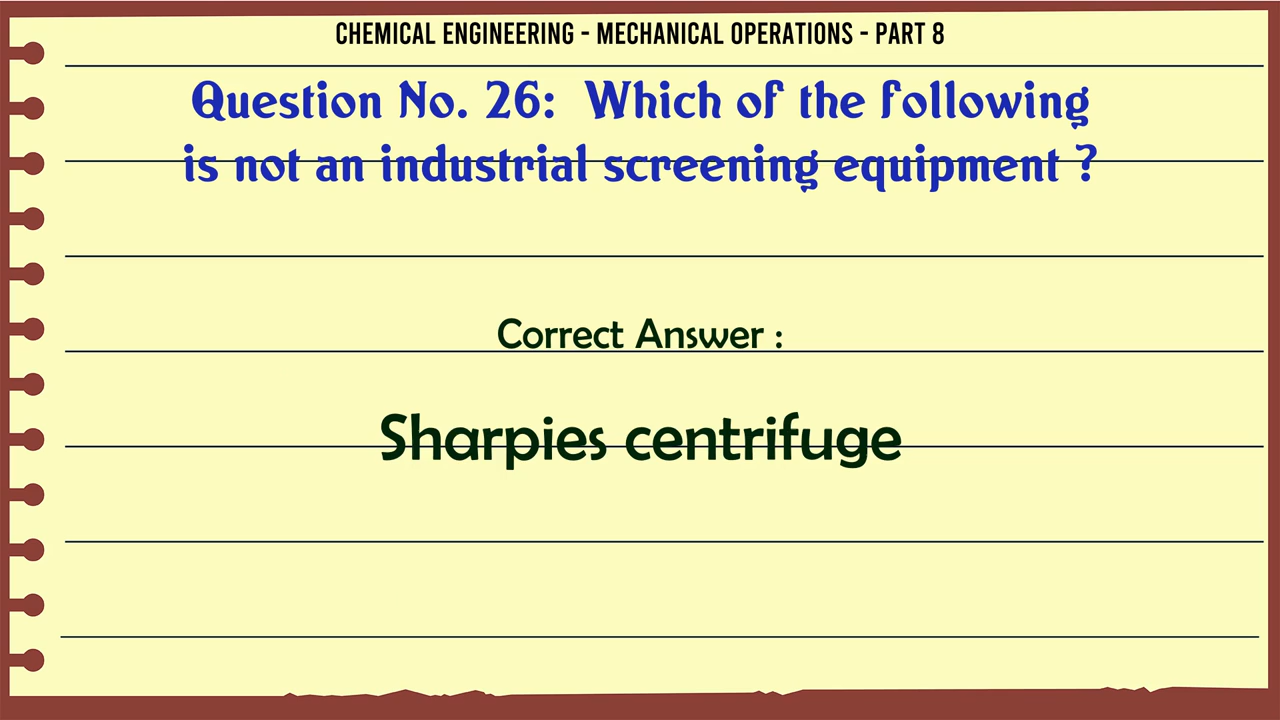 CHEMICAL ENGINEERING - MECHANICAL OPERATIONS - PART 8
Question No. 26: Which of the following
is not an industrial screening equipment ?
Correct Answer :
Sharpies centrifuge